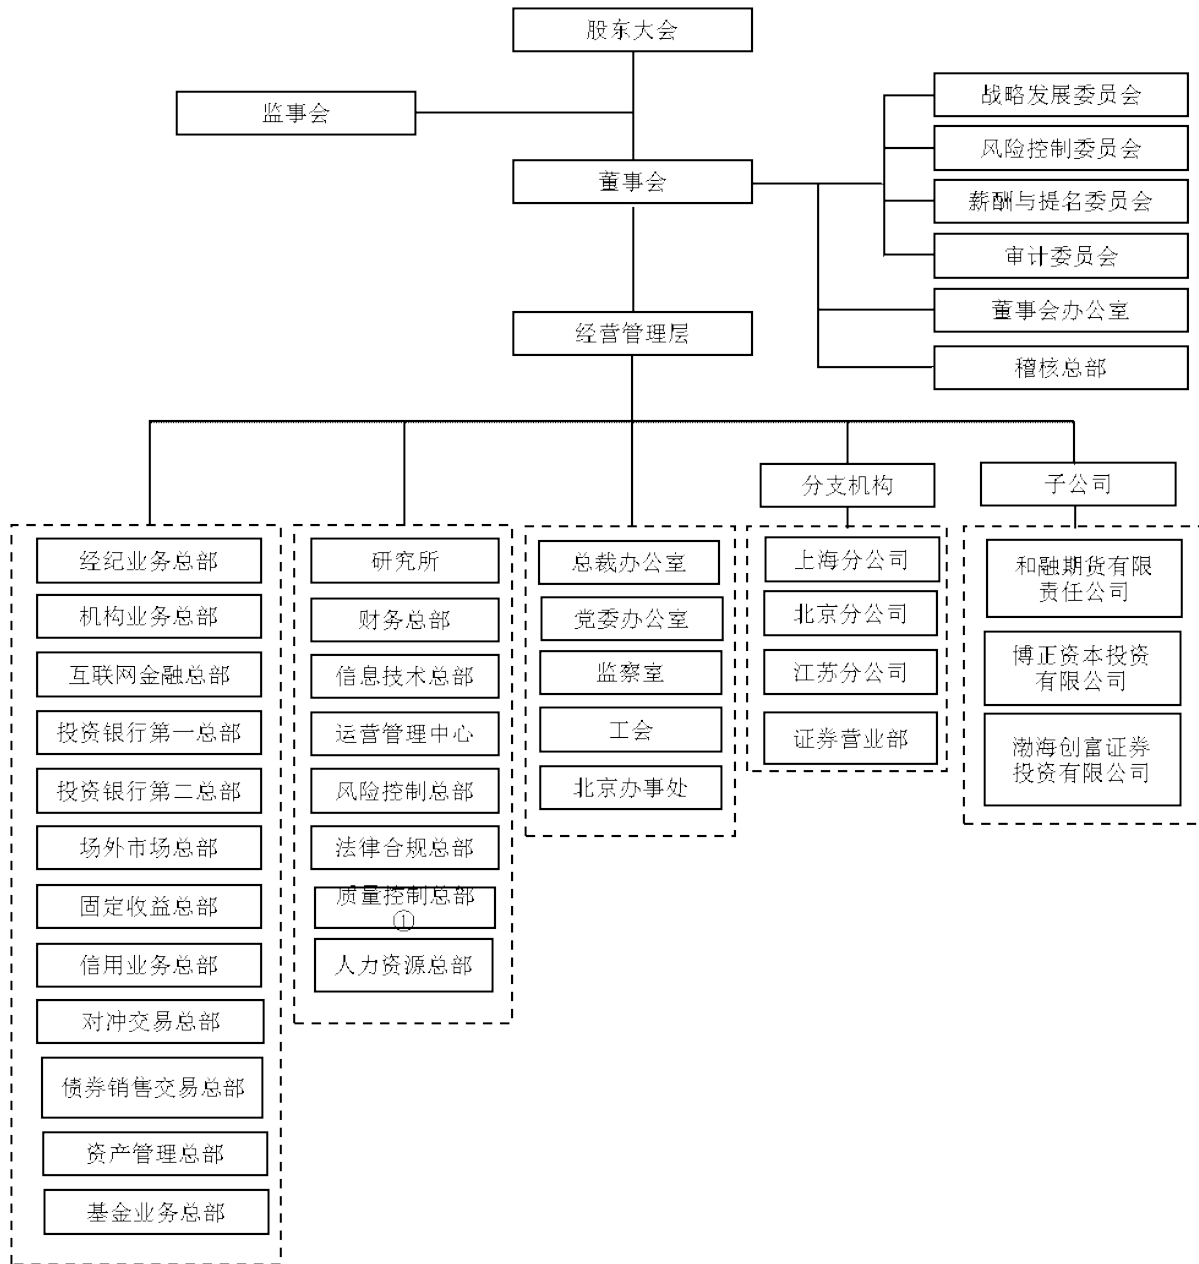 股东大会
监事会
董事会
战略发展委员会
风险控制委员会
薪酬与提名委员会
审计委员会
董事会办公室
稽核总部
经营管理层
经纪业务总部
机构业务总部
互联网金融总部
投资银行第一总部
投资银行第二总部
场外市场总部
固定收益总部
信用业务总部
对冲交易总部
债券销售交易总部
资产管理总部
基金业务总部
研究所
财务总部
信息技术总部
运营管理中心
风险控制总部
法律合规总部
质量控制总部
①
人力资源总部
总裁办公室
党委办公室
监察室
工会
北京办事处
分支机构
上海分公司
北京分公司
江苏分公司
证券营业部
子公司
和融期货有限
责任公司
博正资本投资
有限公司
渤海创富证券
投资有限公司